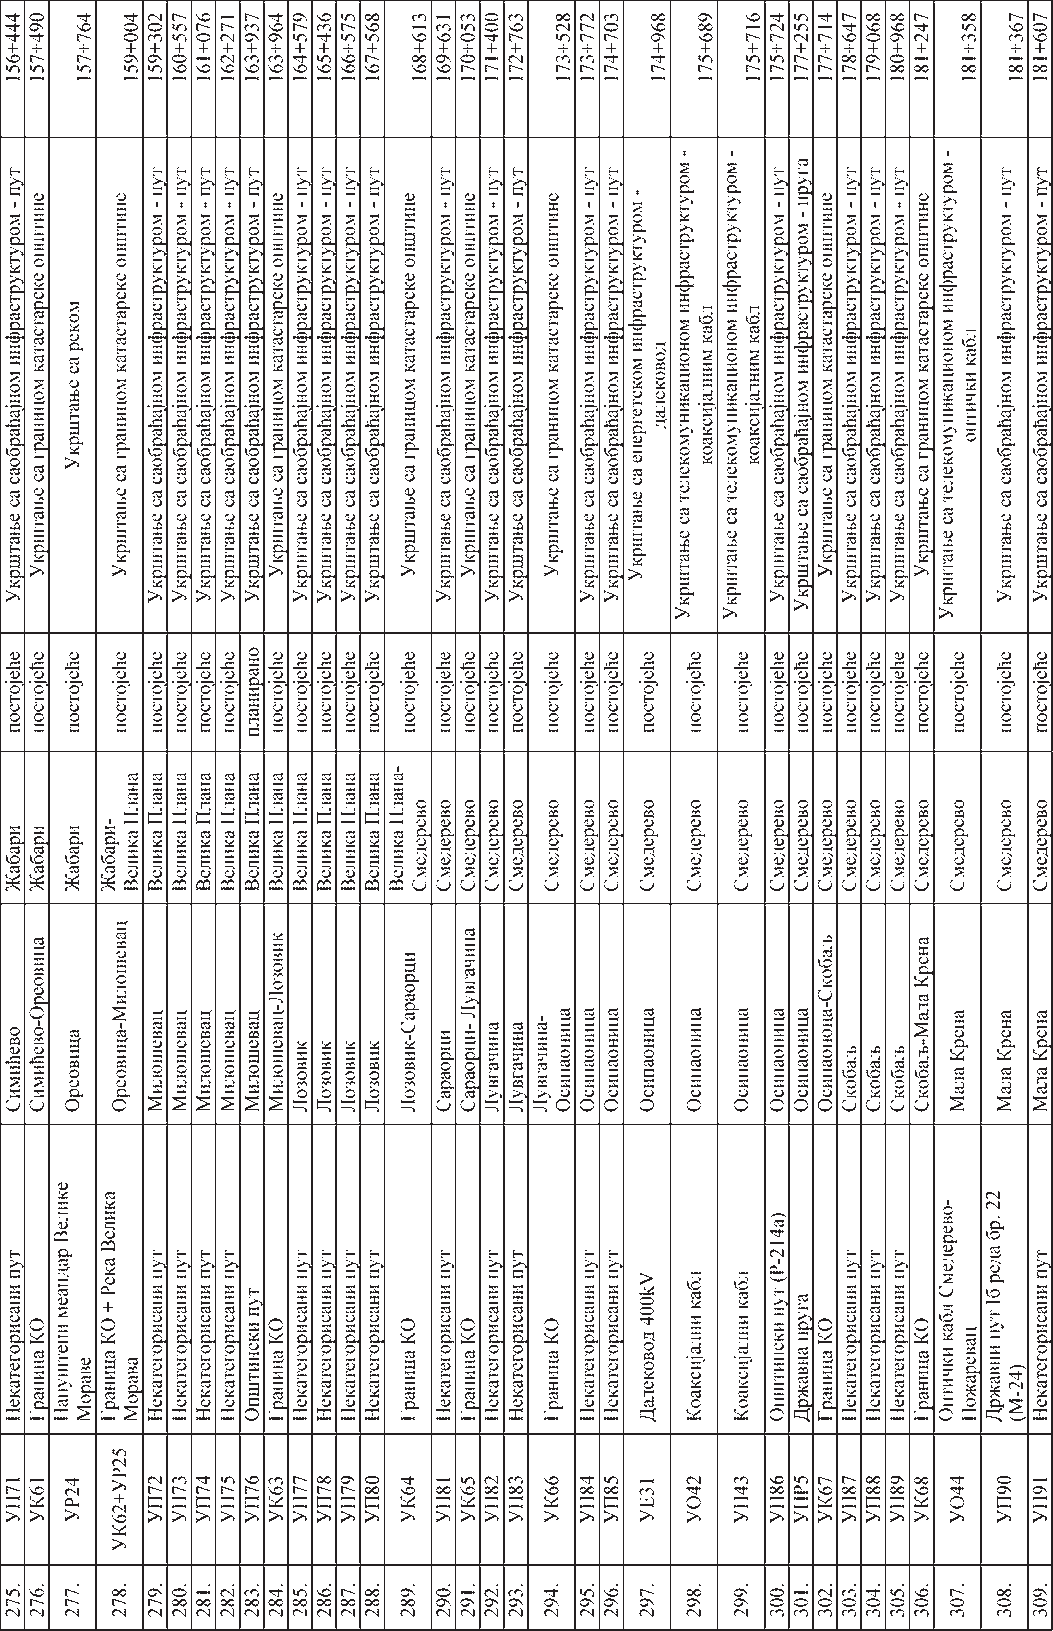 275. УП71 Некатегорисани пут Симићево Жабари постојеће Укрштање са саобраћајном инфраструктуром - пут 156+444
276. УК61 Граница КО Симићево-Орсовица Жабари постојеће Укрштање са границом катастарске општине 157+490
277. УР24 Напуштени меандар Велике
Мораве Орсовица Жабари постојеће Укрштање са реком 157+764
278. УК62+УР25 Граница КО + Река Велика
Морава Орсовица-Милошевац Жабари-
Велика Плана постојеће Укрштање са границом катастарске општине 159+004
279. УП72 Некатегорисани пут Милошевац Велика Плана постојеће Укрштање са саобраћајном инфраструктуром - пут 159+302
280. УП73 Некатегорисани пут Милошевац Велика Плана постојеће Укрштање са саобраћајном инфраструктуром - пут 160+557
281. УП74 Некатегорисани пут Милошевац Велика Плана постојеће Укрштање са саобраћајном инфраструктуром - пут 161+076
282. УП75 Некатегорисани пут Милошевац Велика Плана постојеће Укрштање са саобраћајном инфраструктуром - пут 162+271
283. УП76 Општински пут Милошевац Велика Плана планирано Укрштање са саобраћајном инфраструктуром - пут 163+937
284. УК63 Граница КО Милошевац-Лозовик Велика Плана постојеће Укрштање са границом катастарске општине 163+964
285. УП77 Некатегорисани пут Лозовик Велика Плана постојеће Укрштање са саобраћајном инфраструктуром - пут 164+579
286. УП78 Некатегорисани пут Лозовик Велика Плана постојеће Укрштање са саобраћајном инфраструктуром - пут 165+436
287. УП79 Некатегорисани пут Лозовик Велика Плана постојеће Укрштање са саобраћајном инфраструктуром - пут 166+575
288. УП80 Некатегорисани пут Лозовик Велика Плана постојеће Укрштање са саобраћајном инфраструктуром - пут 167+568
289. УК64 Граница КО Лозовик-Сараорци Велика Плана-
Смедерево постојеће Укрштање са границом катастарске општине 168+613
290. УП81 Некатегорисани пут Сараорци Смедерево постојеће Укрштање са саобраћајном инфраструктуром - пут 169+631
291. УК65 Граница КО Сараорци- Лугавчина Смедерево постојеће Укрштање са границом катастарске општине 170+053
292. УП82 Некатегорисани пут Лугавчина Смедерево постојеће Укрштање са саобраћајном инфраструктуром - пут 171+400
293. УП83 Некатегорисани пут Лугавчина Смедерево постојеће Укрштање са саобраћајном инфраструктуром - пут 172+763
294. УК66 Граница КО Лугавчина-
Осипаоница Смедерево постојеће Укрштање са границом катастарске општине 173+528
295. УП84 Некатегорисани пут Осипаоница Смедерево постојеће Укрштање са саобраћајном инфраструктуром - пут 173+772
296. УП85 Некатегорисани пут Осипаоница Смедерево постојеће Укрштање са саобраћајном инфраструктуром - пут 174+703
297. УЕ31 Далековод 400kV Осипаоница Смедерево постојеће Укрштање са енергетском инфраструктуром -
далековод 174+968
298. УО42 Коаксијални кабл Осипаоница Смедерево постојеће Укрштање са телекомуникационом инфраструктуром -
коаксијалним кабл 175+689
299. УП43 Коаксијални кабл Осипаоница Смедерево постојеће Укрштање са телекомуникационом инфраструктуром -
коаксијалним кабл 175+716
300. УП86 Општински пут (Р-214а) Осипаоница Смедерево постојеће Укрштање са саобраћајном инфраструктуром - пут 175+724
301. УПР5 Државна пруга Осипаоница Смедерево постојеће Укрштање са саобраћајном инфраструктуром - пруга 177+255
302. УК67 Граница КО Осипаонца-Скобаљ Смедерево постојеће Укрштање са границом катастарске општине 177+714
303. УП87 Некатегорисани пут Скобаљ Смедерево постојеће Укрштање са саобраћајном инфраструктуром - пут 178+647
304. УП88 Некатегорисани пут Скобаљ Смедерево постојеће Укрштање са саобраћајном инфраструктуром - пут 179+068
305. УП89 Некатегорисани пут Скобаљ Смедерево постојеће Укрштање са саобраћајном инфраструктуром - пут 180+968
306. УК68 Граница КО Скобаљ-Мала Крсна Смедерево постојеће Укрштање са границом катастарске општине 181+247
307. УО44 Оптички кабл Смедерево-
Пожаревац Мала Крсна Смедерево постојеће Укрштање са телекомуникационом инфраструктуром -
оптички кабл 181+358
308. УП90 Државни пут Iб реда бр. 22
(М-24) Мала Крсна Смедерево постојеће Укрштање са саобраћајном инфраструктуром - пут 181+367
309. УП91 Некатегорисани пут Мала Крсна Смедерево постојеће Укрштање са саобраћајном инфраструктуром - пут 181+607